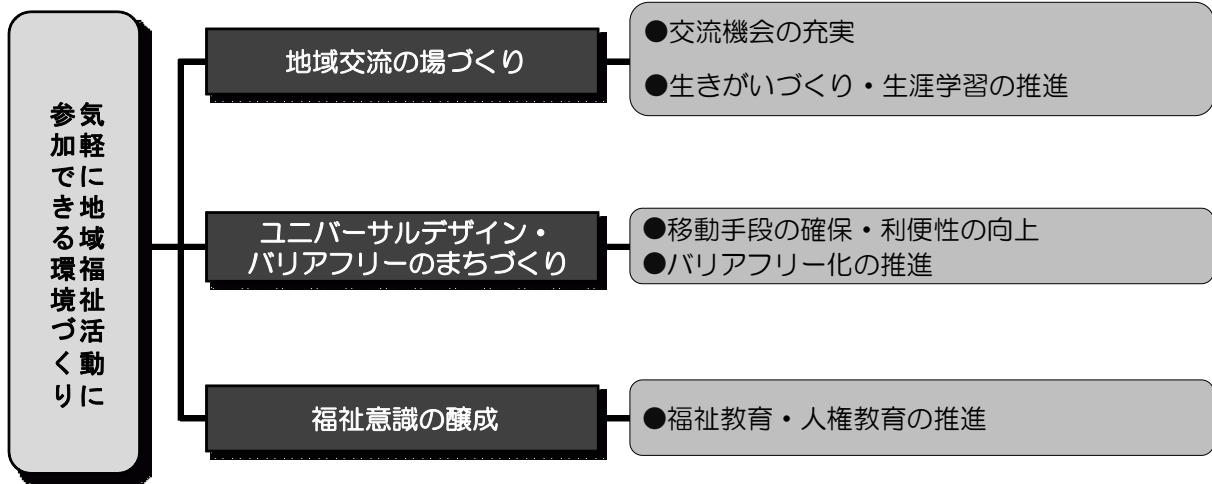 気軽に地域福祉活動に
参加できる環境づくり
地域交流の場づくり
●交流機会の充実
●生きがいづくり・生涯学習の推進
ユニバーサルデザイン・
バリアフリーのまちづくり
●移動手段の確保・利便性の向上
●バリアフリー化の推進
福祉意識の醸成
●福祉教育・人権教育の推進